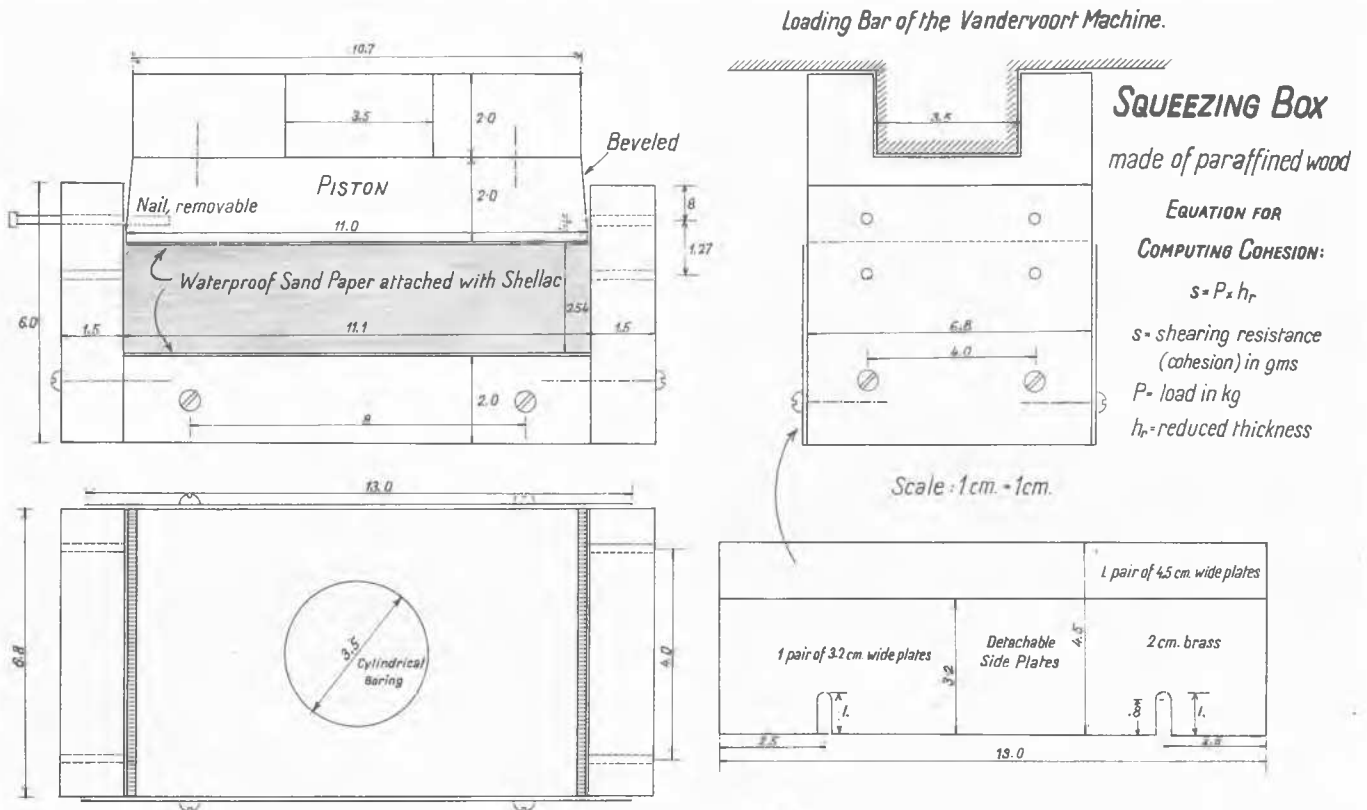 Loading Bar of the Vandervoort Machine.
SQUEEZING BOX
made of paraffined wood
EQUATION FOR
COMPUTING COHESION:
s = P x hr
s = shearing resistance
(cohesion) in gms
P = load in kg
hr = reduced thickness
10.7
3.5
2.0
Beveled
PISTON
2.0
Nail, removable
11.0
8
1.27
Waterproof Sand Paper attached with Shellac
2.54
6.0
1.5
11.1
1.5
2.0
8
3.5
6.8
4.0
Scale: 1 cm. = 1 cm.
13.0
6.8
3.5
Cylindrical
Boring
4.0
1 pair of 4.5 cm. wide plates
1 pair of 3.2 cm. wide plates
3.2
Detachable
Side Plates
4.5
2 cm. brass
1.
.8
1.
2.5
2.5
13.0